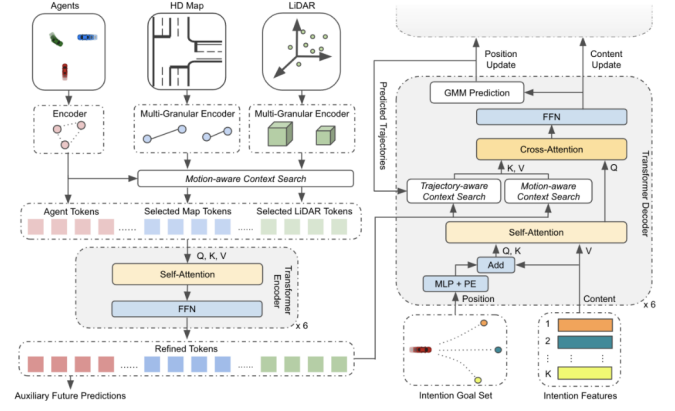 Agents
HD Map
LiDAR
Encoder
Multi-Granular Encoder
Multi-Granular Encoder
Motion-aware Context Search
Agent Tokens
Selected Map Tokens
Selected LiDAR Tokens
Q, K, V
Self-Attention
FFN
Transformer
Encoder
x 6
Refined Tokens
Auxiliary Future Predictions
Position
Update
Content
Update
Predicted Trajectories
GMM Prediction
FFN
Cross-Attention
K, V
Q
Trajectory-aware
Context Search
Motion-aware
Context Search
Transformer Decoder
Self-Attention
Q, K
V
Add
MLP + PE
x 6
Position
Content
1
2
K
Intention Goal Set
Intention Features